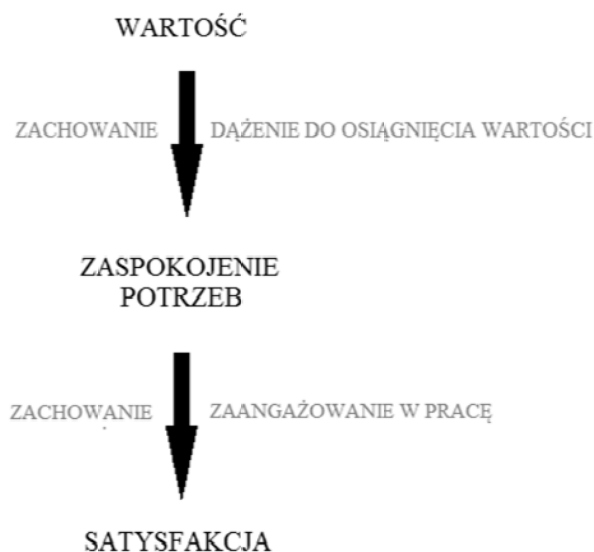 WARTOŚĆ
ZACHOWANIE DĄŻENIE DO OSIĄGNIĘCIA WARTOŚCI
ZASPOKOJENIE
POTRZEB
ZACHOWANIE ZAANGAŻOWANIE W PRACĘ
SATYSFAKCJA